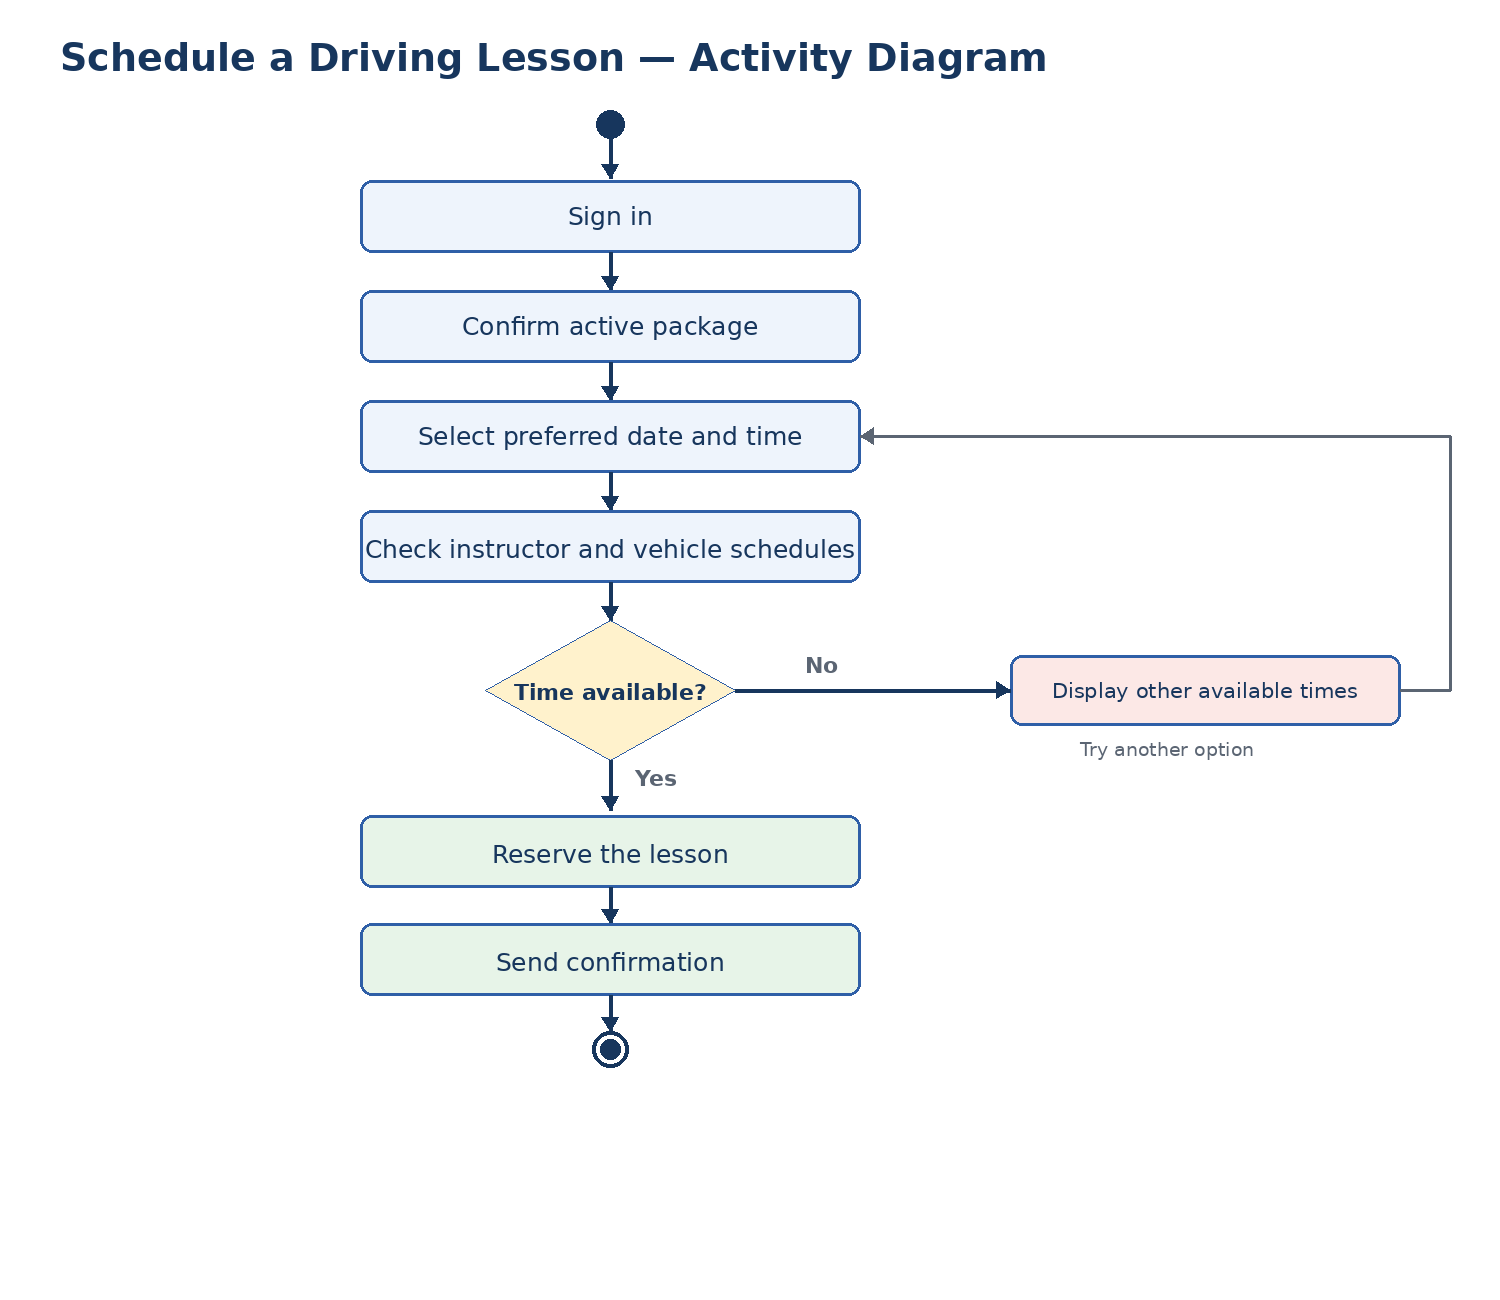 Schedule a Driving Lesson — Activity Diagram
Sign in
Confirm active package
Select preferred date and time
Check instructor and vehicle schedules
Time available?
No
Display other available times
Try another option
Yes
Reserve the lesson
Send confirmation